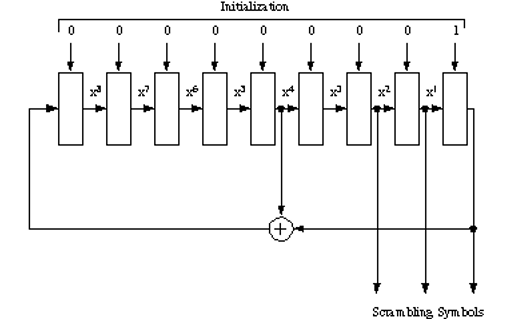 Initialization
0 0 0 0 0 0 0 0 1
x⁸ x⁷ x⁶ x⁵ x⁴ x³ x² x¹
+
Scrambling Symbols